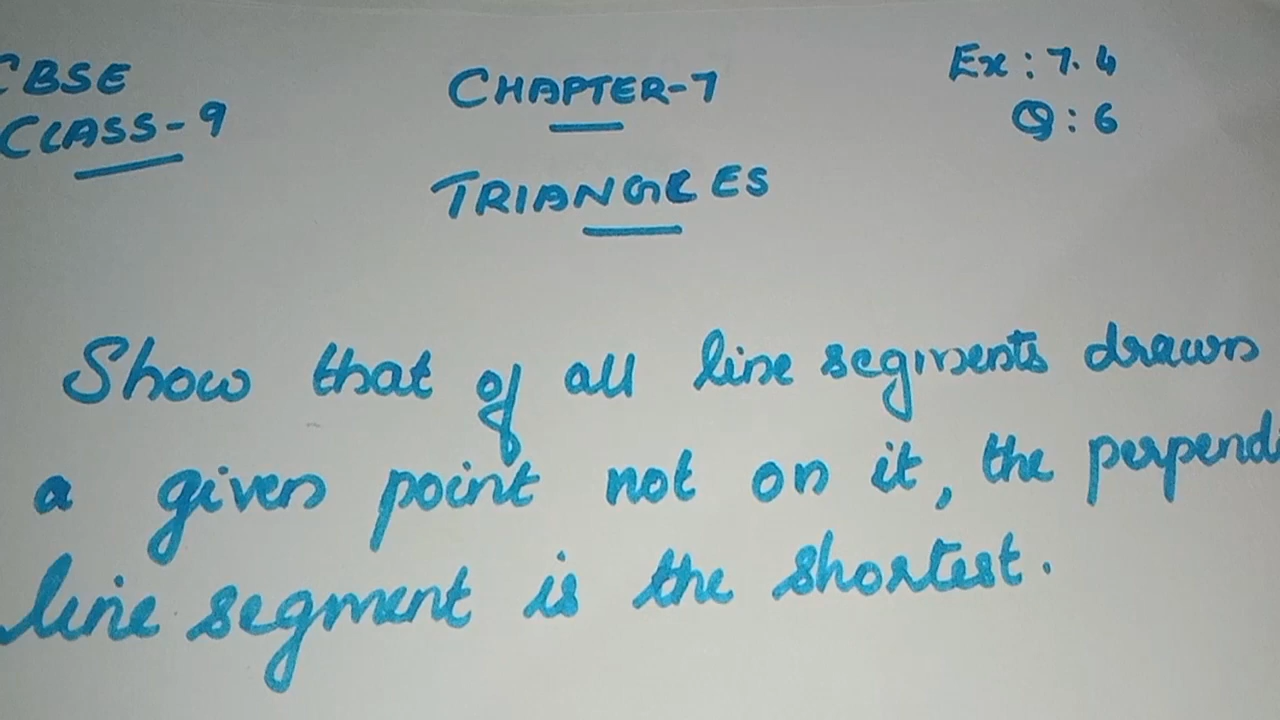 CBSE
CLASS-9
CHAPTER-7
Ex: 7.4
Q: 6
TRIANGLES
Show that of all line segments drawn
a given point not on it, the perpendi
line segment is the shortest.